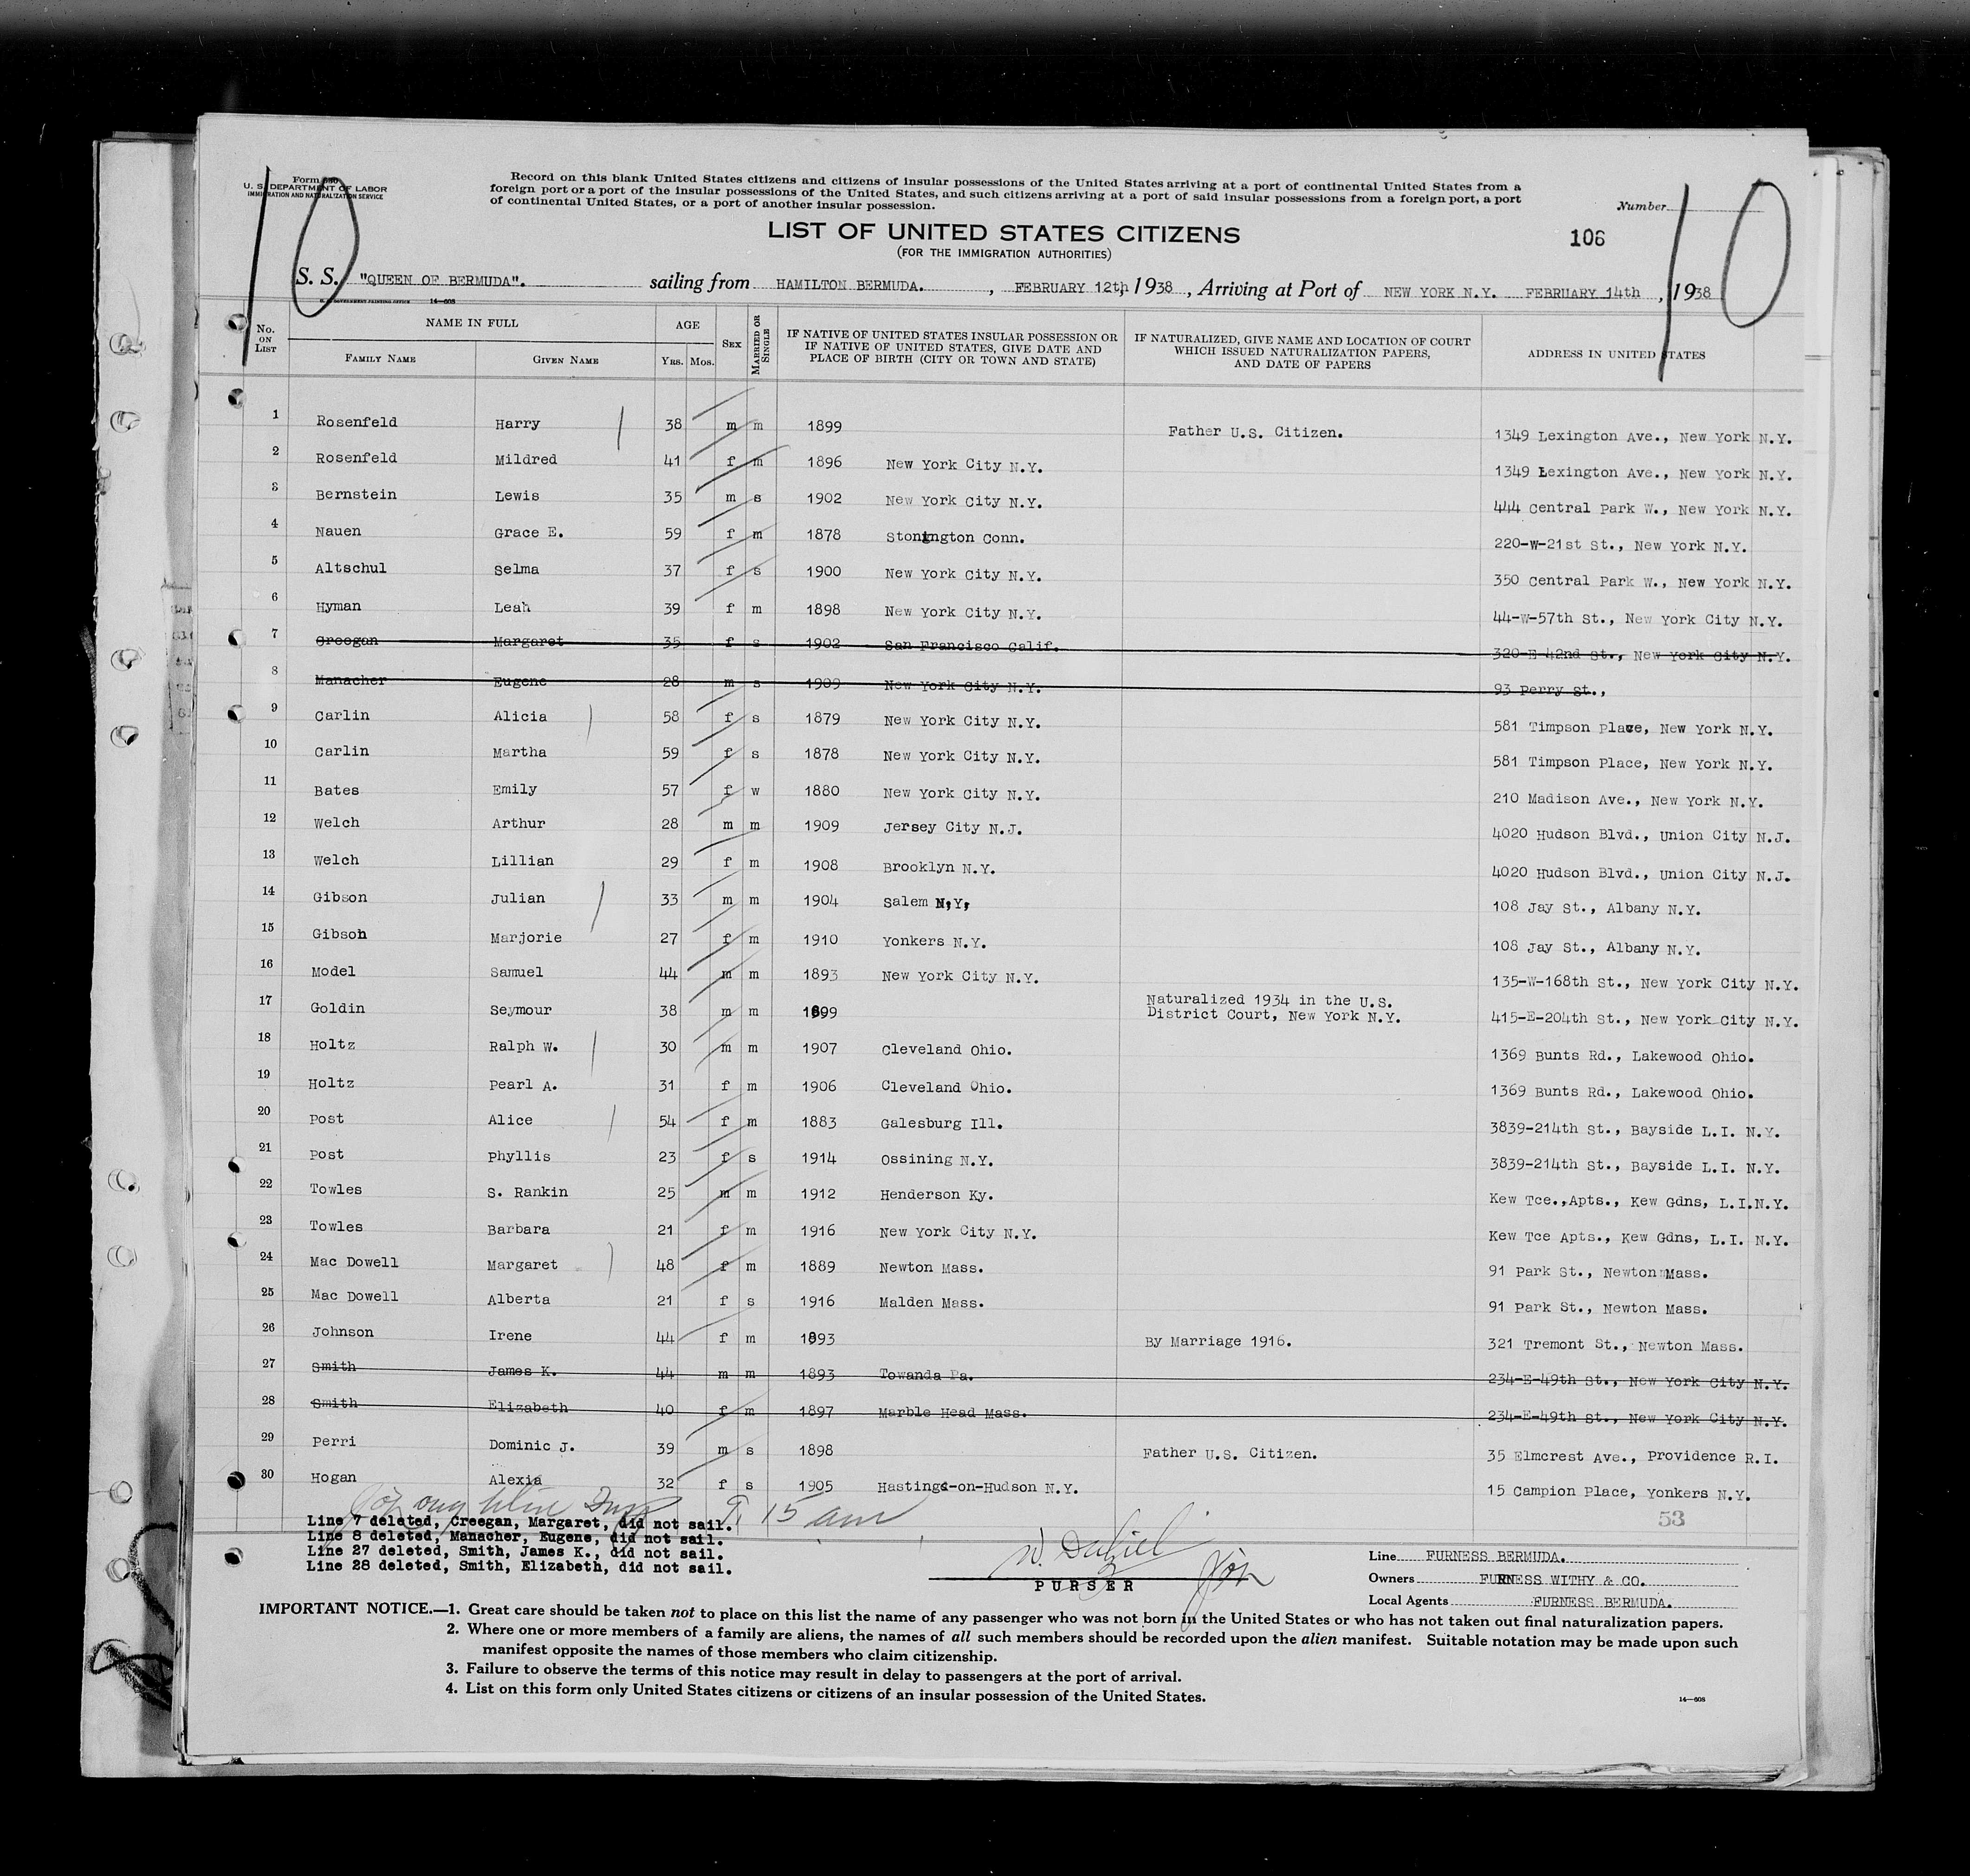 Form 630
U. S. DEPARTMENT OF LABOR
IMMIGRATION AND NATURALIZATION SERVICE
10
10
Record on this blank United States citizens and citizens of insular possessions of the United States arriving at a port of continental United States from a
foreign port or a port of the insular possessions of the United States, and such citizens arriving at a port of said insular possessions from a foreign port, a port
of continental United States, or a port of another insular possession.
Number
LIST OF UNITED STATES CITIZENS
106
(FOR THE IMMIGRATION AUTHORITIES)
S. S. "QUEEN OF BERMUDA". sailing from HAMILTON BERMUDA. , FEBRUARY 12th, 1938 , Arriving at Port of NEW YORK N.Y. FEBRUARY 14th , 1938
U. S. GOVERNMENT PRINTING OFFICE 14—608
No. ON LIST NAME IN FULL AGE SEX MARRIED OR SINGLE IF NATIVE OF UNITED STATES INSULAR POSSESSION OR IF NATIVE OF UNITED STATES, GIVE DATE AND PLACE OF BIRTH (CITY OR TOWN AND STATE) IF NATURALIZED, GIVE NAME AND LOCATION OF COURT WHICH ISSUED NATURALIZATION PAPERS, AND DATE OF PAPERS ADDRESS IN UNITED STATES
FAMILY NAME GIVEN NAME YRS. MOS.
1 Rosenfeld Harry 38 m m 1899 Father U.S. Citizen. 1349 Lexington Ave., New York N.Y.
2 Rosenfeld Mildred 41 f m 1896 New York City N.Y. 1349 Lexington Ave., New York N.Y.
3 Bernstein Lewis 35 m s 1902 New York City N.Y. 444 Central Park W., New York N.Y.
4 Nauen Grace E. 59 f m 1878 Stonington Conn. 220-W-21st St., New York N.Y.
5 Altschul Selma 37 f s 1900 New York City N.Y. 350 Central Park W., New York N.Y.
6 Hyman Leah 39 f m 1898 New York City N.Y. 44-W-57th St., New York City N.Y.
7 Creegan Margaret 35 f s 1902 San Francisco Calif. 320-E-42nd St., New York City N.Y.
8 Manacher Eugene 28 m s 1909 New York City N.Y. 93 Perry St.,
9 Carlin Alicia 58 f s 1879 New York City N.Y. 581 Timpson Place, New York N.Y.
10 Carlin Martha 59 f s 1878 New York City N.Y. 581 Timpson Place, New York N.Y.
11 Bates Emily 57 f w 1880 New York City N.Y. 210 Madison Ave., New York N.Y.
12 Welch Arthur 28 m m 1909 Jersey City N.J. 4020 Hudson Blvd., Union City N.J.
13 Welch Lillian 29 f m 1908 Brooklyn N.Y. 4020 Hudson Blvd., Union City N.J.
14 Gibson Julian 33 m m 1904 Salem N,Y, 108 Jay St., Albany N.Y.
15 Gibson Marjorie 27 f m 1910 Yonkers N.Y. 108 Jay St., Albany N.Y.
16 Model Samuel 44 m m 1893 New York City N.Y. 135-W-168th St., New York City N.Y.
17 Goldin Seymour 38 m m 1899 Naturalized 1934 in the U.S. District Court, New York N.Y. 415-E-204th St., New York City N.Y.
18 Holtz Ralph W. 30 m m 1907 Cleveland Ohio. 1369 Bunts Rd., Lakewood Ohio.
19 Holtz Pearl A. 31 f m 1906 Cleveland Ohio. 1369 Bunts Rd., Lakewood Ohio.
20 Post Alice 54 f m 1883 Galesburg Ill. 3839-214th St., Bayside L.I. N.Y.
21 Post Phyllis 23 f s 1914 Ossining N.Y. 3839-214th St., Bayside L.I. N.Y.
22 Towles S. Rankin 25 m m 1912 Henderson Ky. Kew Tce.,Apts., Kew Gdns, L.I.N.Y.
23 Towles Barbara 21 f m 1916 New York City N.Y. Kew Tce Apts., Kew Gdns, L.I. N.Y.
24 Mac Dowell Margaret 48 f m 1889 Newton Mass. 91 Park St., Newton Mass.
25 Mac Dowell Alberta 21 f s 1916 Malden Mass. 91 Park St., Newton Mass.
26 Johnson Irene 44 f m 1893 By Marriage 1916. 321 Tremont St., Newton Mass.
27 Smith James K. 44 m m 1893 Towanda Pa. 234-E-49th St., New York City N.Y.
28 Smith Elizabeth 40 f m 1897 Marble Head Mass. 234-E-49th St., New York City N.Y.
29 Perri Dominic J. 39 m s 1898 Father U.S. Citizen. 35 Elmcrest Ave., Providence R.I.
30 Hogan Alexia 32 f s 1905 Hastings-on-Hudson N.Y. 15 Campion Place, Yonkers N.Y.
15 am
53
Line 7 deleted, Creegan, Margaret, did not sail.
Line 8 deleted, Manacher, Eugene, did not sail.
Line 27 deleted, Smith, James K., did not sail.
Line 28 deleted, Smith, Elizabeth, did not sail.
PURSER
Line FURNESS BERMUDA.
Owners FURNESS WITHY & CO.
Local Agents FURNESS BERMUDA.
IMPORTANT NOTICE.—1. Great care should be taken not to place on this list the name of any passenger who was not born in the United States or who has not taken out final naturalization papers.
2. Where one or more members of a family are aliens, the names of all such members should be recorded upon the alien manifest. Suitable notation may be made upon such
manifest opposite the names of those members who claim citizenship.
3. Failure to observe the terms of this notice may result in delay to passengers at the port of arrival.
4. List on this form only United States citizens or citizens of an insular possession of the United States.
14—608